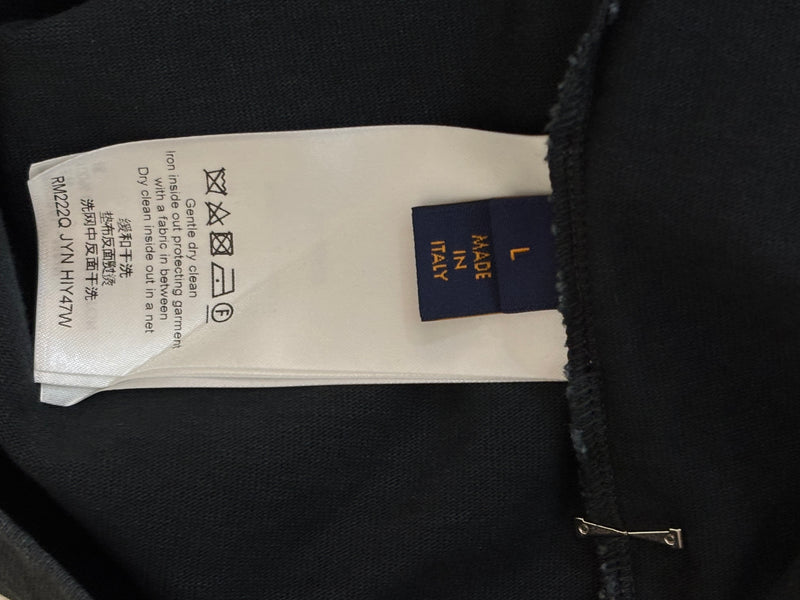 L
MADE
IN
ITALY
F
Gentle dry clean
Iron inside out protecting garment
with a fabric in between
Dry clean inside out in a net
缓和干洗
垫布反面熨烫
洗网中反面干洗
RM222Q JYN HIY47W